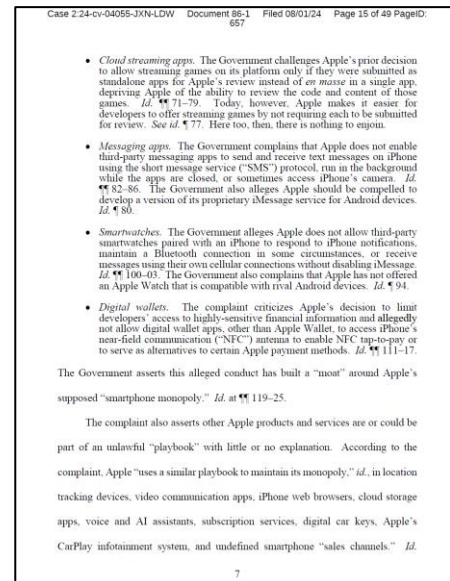 Case 2:24-cv-04055-JXN-LDW Document 86-1 Filed 08/01/24 Page 15 of 49 PageID:
657
• Cloud streaming apps. The Government challenges Apple's prior decision
to allow streaming games on its platform only if they were submitted as
standalone apps for Apple's review instead of en masse in a single app,
depriving Apple of the ability to review the code and content of those
games. Id. ¶¶ 71–79. Today, however, Apple makes it easier for
developers to offer streaming games by not requiring each to be submitted
for review. See id. ¶ 77. Here too, then, there is nothing to enjoin.
• Messaging apps. The Government complains that Apple does not enable
third-party messaging apps to send and receive text messages on iPhone
using the short message service ("SMS") protocol, run in the background
while the apps are closed, or sometimes access iPhone's camera. Id.
¶¶ 82–86. The Government also alleges Apple should be compelled to
develop a version of its proprietary iMessage service for Android devices.
Id. ¶ 80.
• Smartwatches. The Government alleges Apple does not allow third-party
smartwatches paired with an iPhone to respond to iPhone notifications,
maintain a Bluetooth connection in some circumstances, or receive
messages using their own cellular connections without disabling iMessage.
Id. ¶¶ 100–03. The Government also complains that Apple has not offered
an Apple Watch that is compatible with rival Android devices. Id. ¶ 94.
• Digital wallets. The complaint criticizes Apple's decision to limit
developers' access to highly-sensitive financial information and allegedly
not allow digital wallet apps, other than Apple Wallet, to access iPhone's
near-field communication ("NFC") antenna to enable NFC tap-to-pay or
to serve as alternatives to certain Apple payment methods. Id. ¶¶ 111–17.
The Government asserts this alleged conduct has built a "moat" around Apple's
supposed "smartphone monopoly." Id. at ¶¶ 119–25.
The complaint also asserts other Apple products and services are or could be
part of an unlawful "playbook" with little or no explanation. According to the
complaint, Apple "uses a similar playbook to maintain its monopoly," id., in location
tracking devices, video communication apps, iPhone web browsers, cloud storage
apps, voice and AI assistants, subscription services, digital car keys, Apple's
CarPlay infotainment system, and undefined smartphone "sales channels." Id.
7